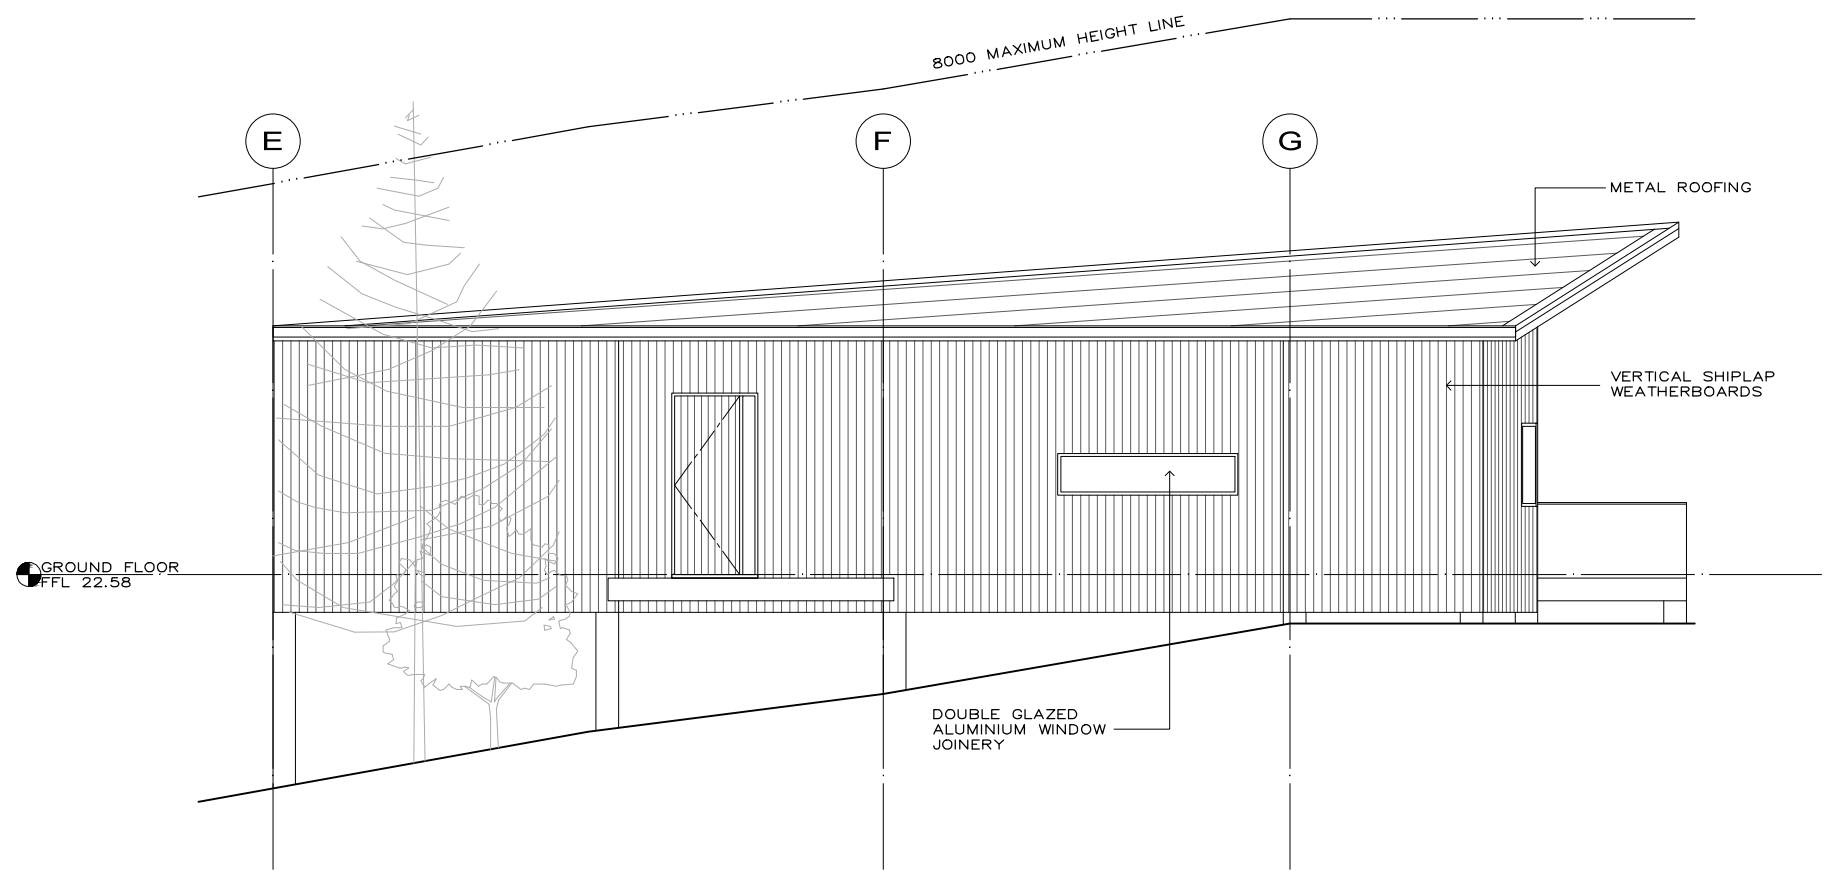 8000 MAXIMUM HEIGHT LINE
E
F
G
METAL ROOFING
VERTICAL SHIPLAP
WEATHERBOARDS
GROUND FLOOR
FFL 22.58
DOUBLE GLAZED
ALUMINIUM WINDOW
JOINERY